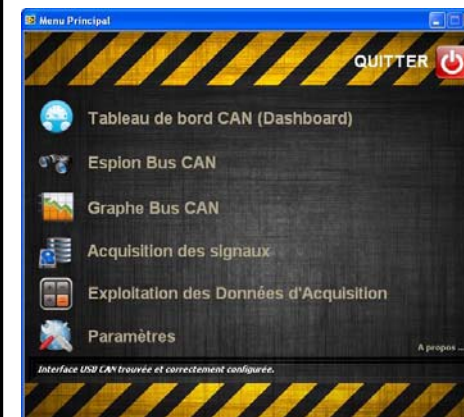 Menu Principal
QUITTER
Tableau de bord CAN (Dashboard)
Espion Bus CAN
Graphe Bus CAN
Acquisition des signaux
Exploitation des Données d'Acquisition
Paramètres
A propos ...
Interface USB CAN trouvée et correctement configurée.